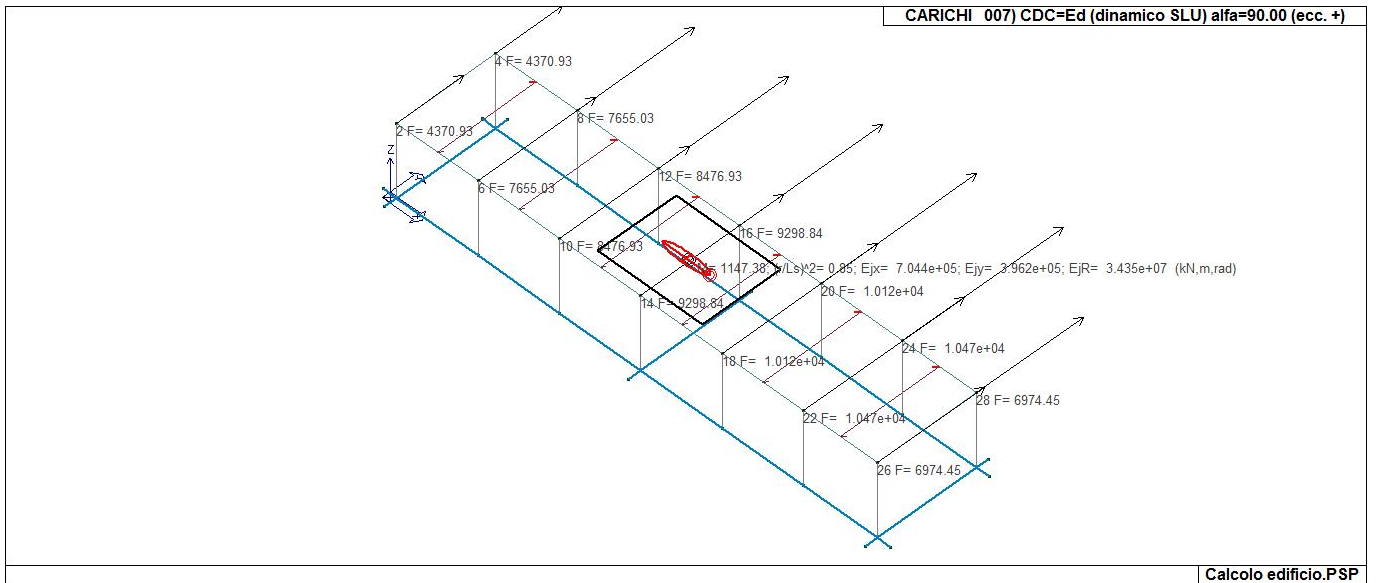 CARICHI 007) CDC=Ed (dinamico SLU) alfa=90.00 (ecc. +)
4 F= 4370.93
8 F= 7655.03
2 F= 4370.93
Z
12 F= 8476.93
6 F= 7655.03
16 F= 9298.84
10 F= 8476.93
= 1147.38; (r/Ls)^2= 0.85; Ejx= 7.044e+05; Ejy= 3.962e+05; EjR= 3.435e+07 (kN,m,rad)
20 F= 1.012e+04
14 F= 9298.84
24 F= 1.047e+04
18 F= 1.012e+04
28 F= 6974.45
22 F= 1.047e+04
26 F= 6974.45
Calcolo edificio.PSP